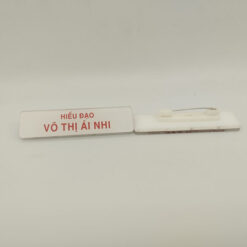 HIẾU ĐẠO
VÕ THỊ ÁI NHI